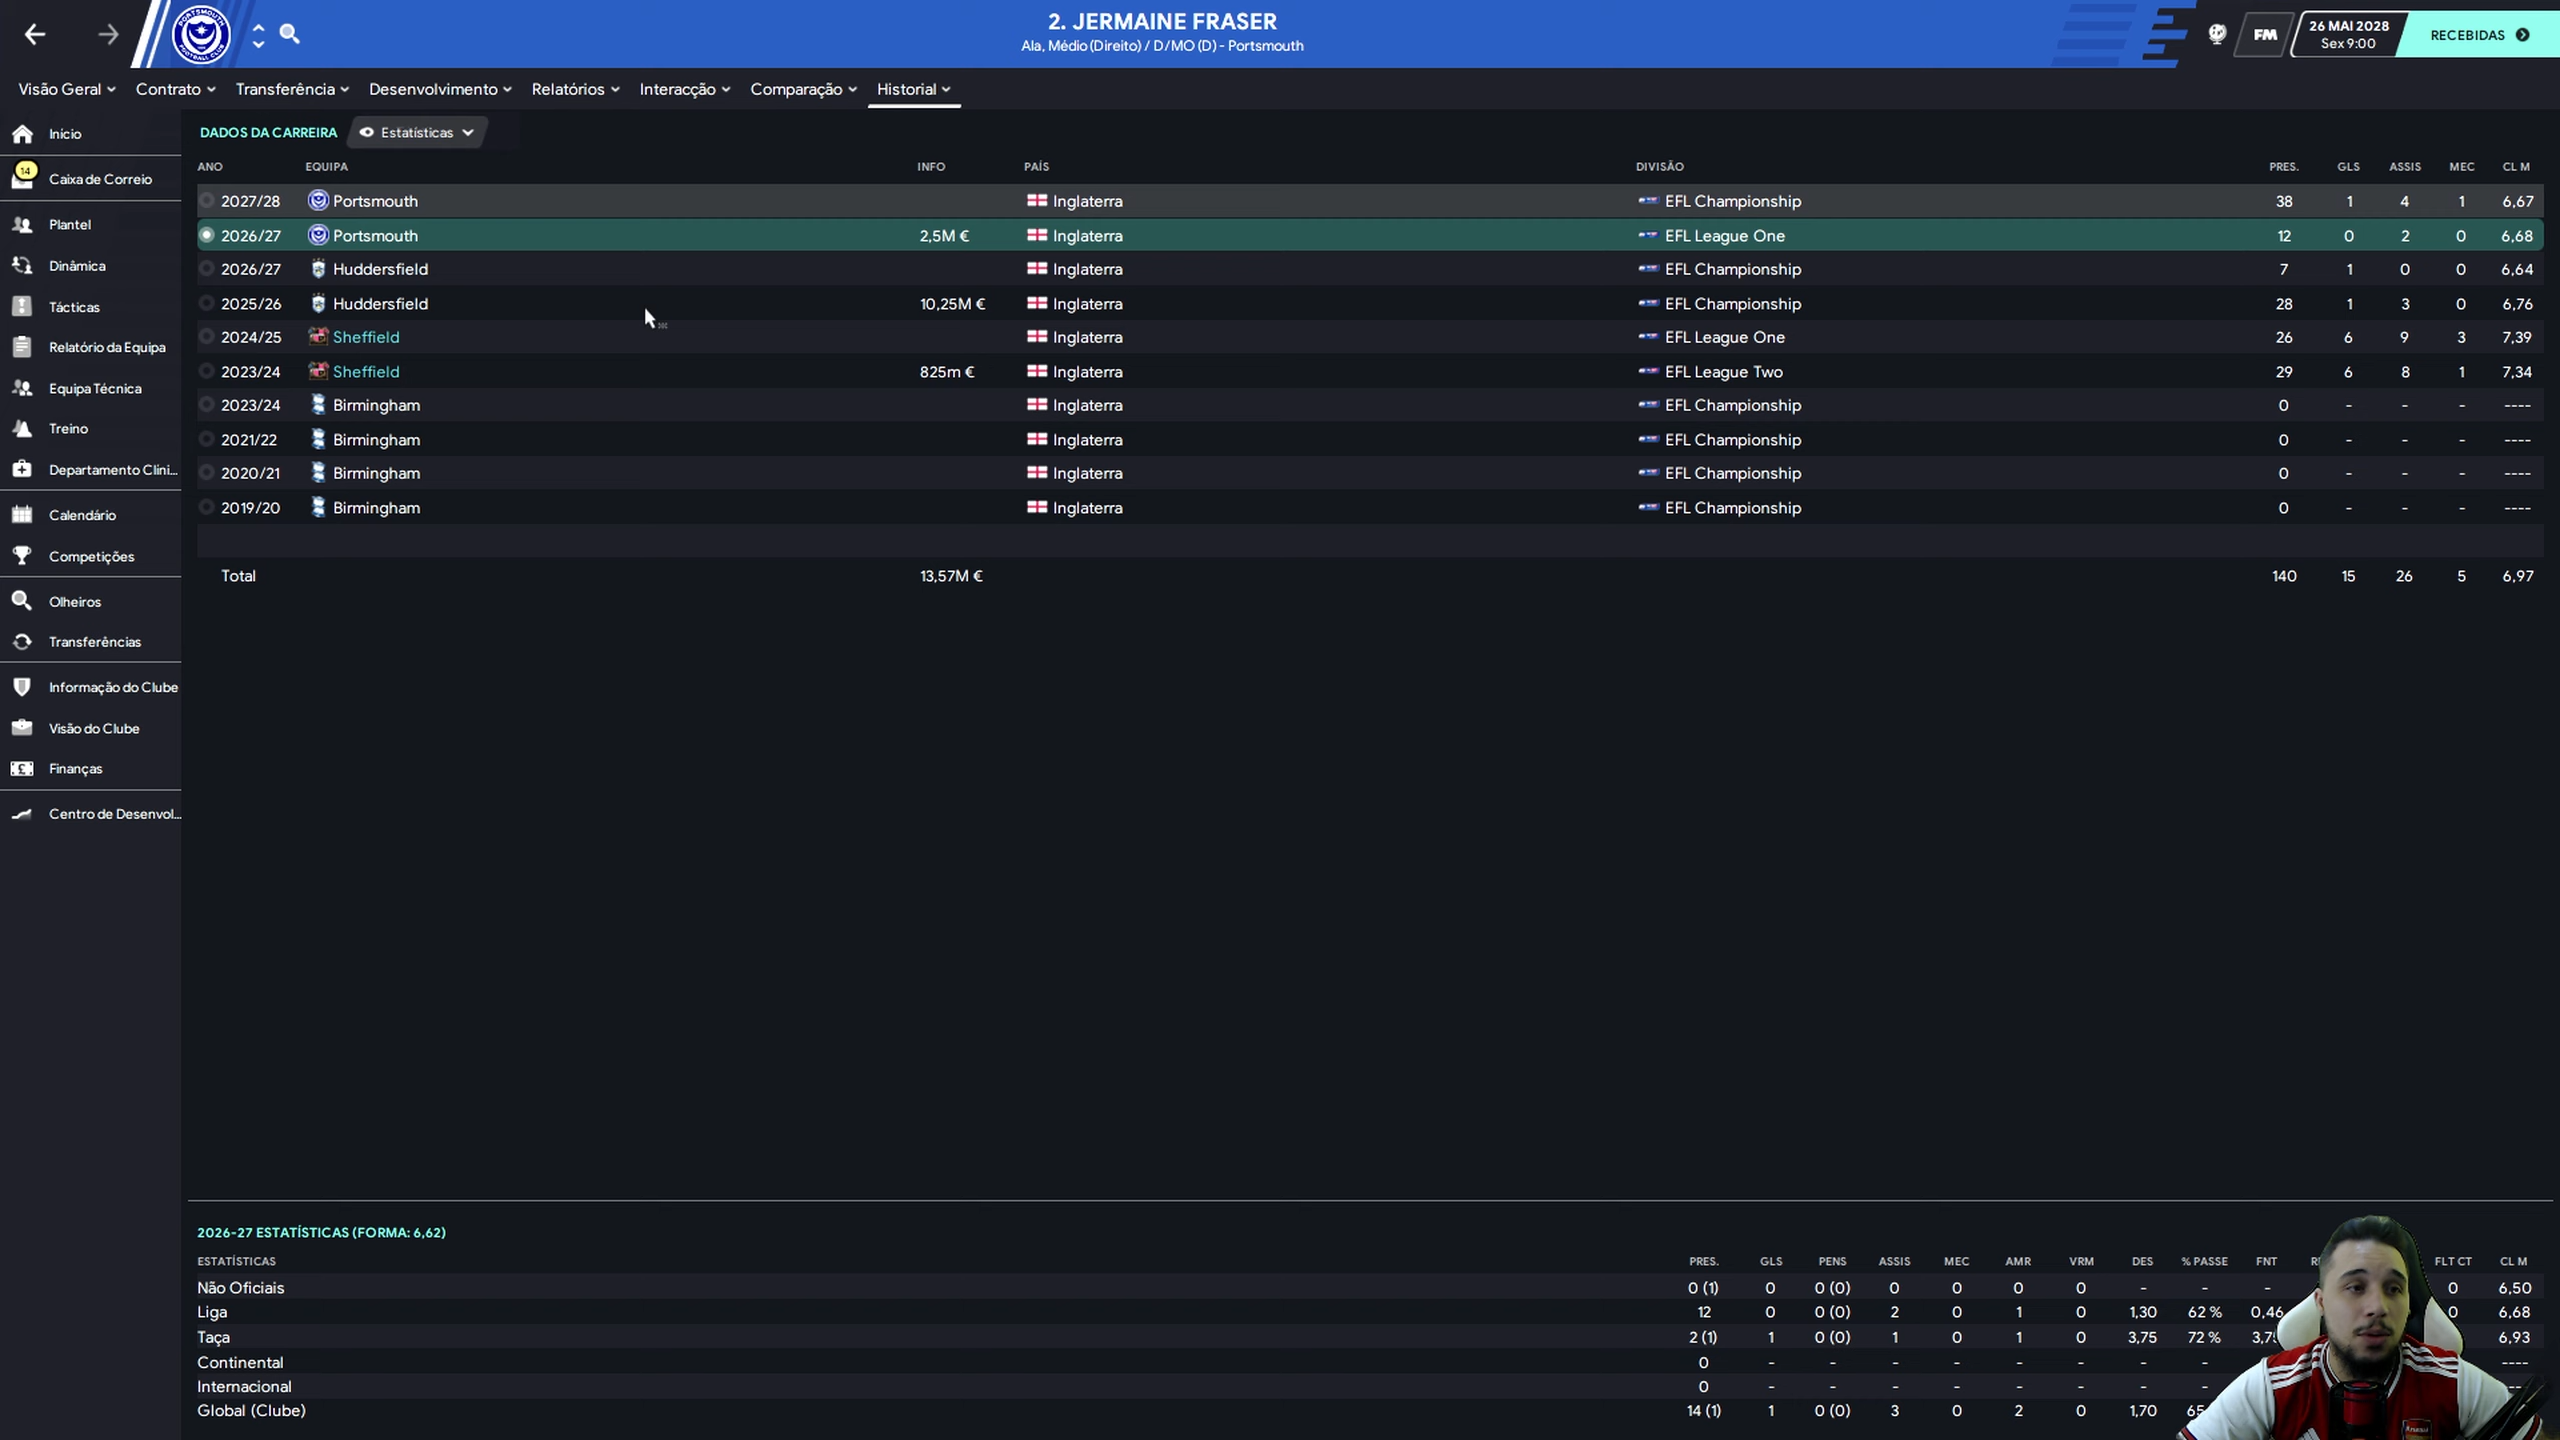 2. JERMAINE FRASER
Ala, Médio (Direito) / D/MO (D) - Portsmouth
FM
26 MAI 2028
Sex 9:00
RECEBIDAS
Visão Geral Contrato Transferência Desenvolvimento Relatórios Interacção Comparação Historial
Início
14
Caixa de Correio
Plantel
Dinâmica
Tácticas
Relatório da Equipa
Equipa Técnica
Treino
Departamento Clíni...
Calendário
Competições
Olheiros
Transferências
Informação do Clube
Visão do Clube
Finanças
Centro de Desenvol...
DADOS DA CARREIRA Estatísticas
ANO EQUIPA INFO PAÍS DIVISÃO PRES. GLS ASSIS MEC CL M
2027/28 Portsmouth Inglaterra EFL Championship 38 1 4 1 6,67
2026/27 Portsmouth 2,5M € Inglaterra EFL League One 12 0 2 0 6,68
2026/27 Huddersfield Inglaterra EFL Championship 7 1 0 0 6,64
2025/26 Huddersfield 10,25M € Inglaterra EFL Championship 28 1 3 0 6,76
2024/25 Sheffield Inglaterra EFL League One 26 6 9 3 7,39
2023/24 Sheffield 825m € Inglaterra EFL League Two 29 6 8 1 7,34
2023/24 Birmingham Inglaterra EFL Championship 0 - - - ----
2021/22 Birmingham Inglaterra EFL Championship 0 - - - ----
2020/21 Birmingham Inglaterra EFL Championship 0 - - - ----
2019/20 Birmingham Inglaterra EFL Championship 0 - - - ----
Total 13,57M € 140 15 26 5 6,97
2026-27 ESTATÍSTICAS (FORMA: 6,62)
ESTATÍSTICAS PRES. GLS PENS ASSIS MEC AMR VRM DES % PASSE FNT FLT CT CL M
Não Oficiais 0 (1) 0 0 (0) 0 0 0 0 - - - 0 6,50
Liga 12 0 0 (0) 2 0 1 0 1,30 62 % 0,46 0 6,68
Taça 2 (1) 1 0 (0) 1 0 1 0 3,75 72 % 3,75 6,93
Continental 0 - - - - - - - - ----
Internacional 0 - - - - - - - -
Global (Clube) 14 (1) 1 0 (0) 3 0 2 0 1,70 6,72